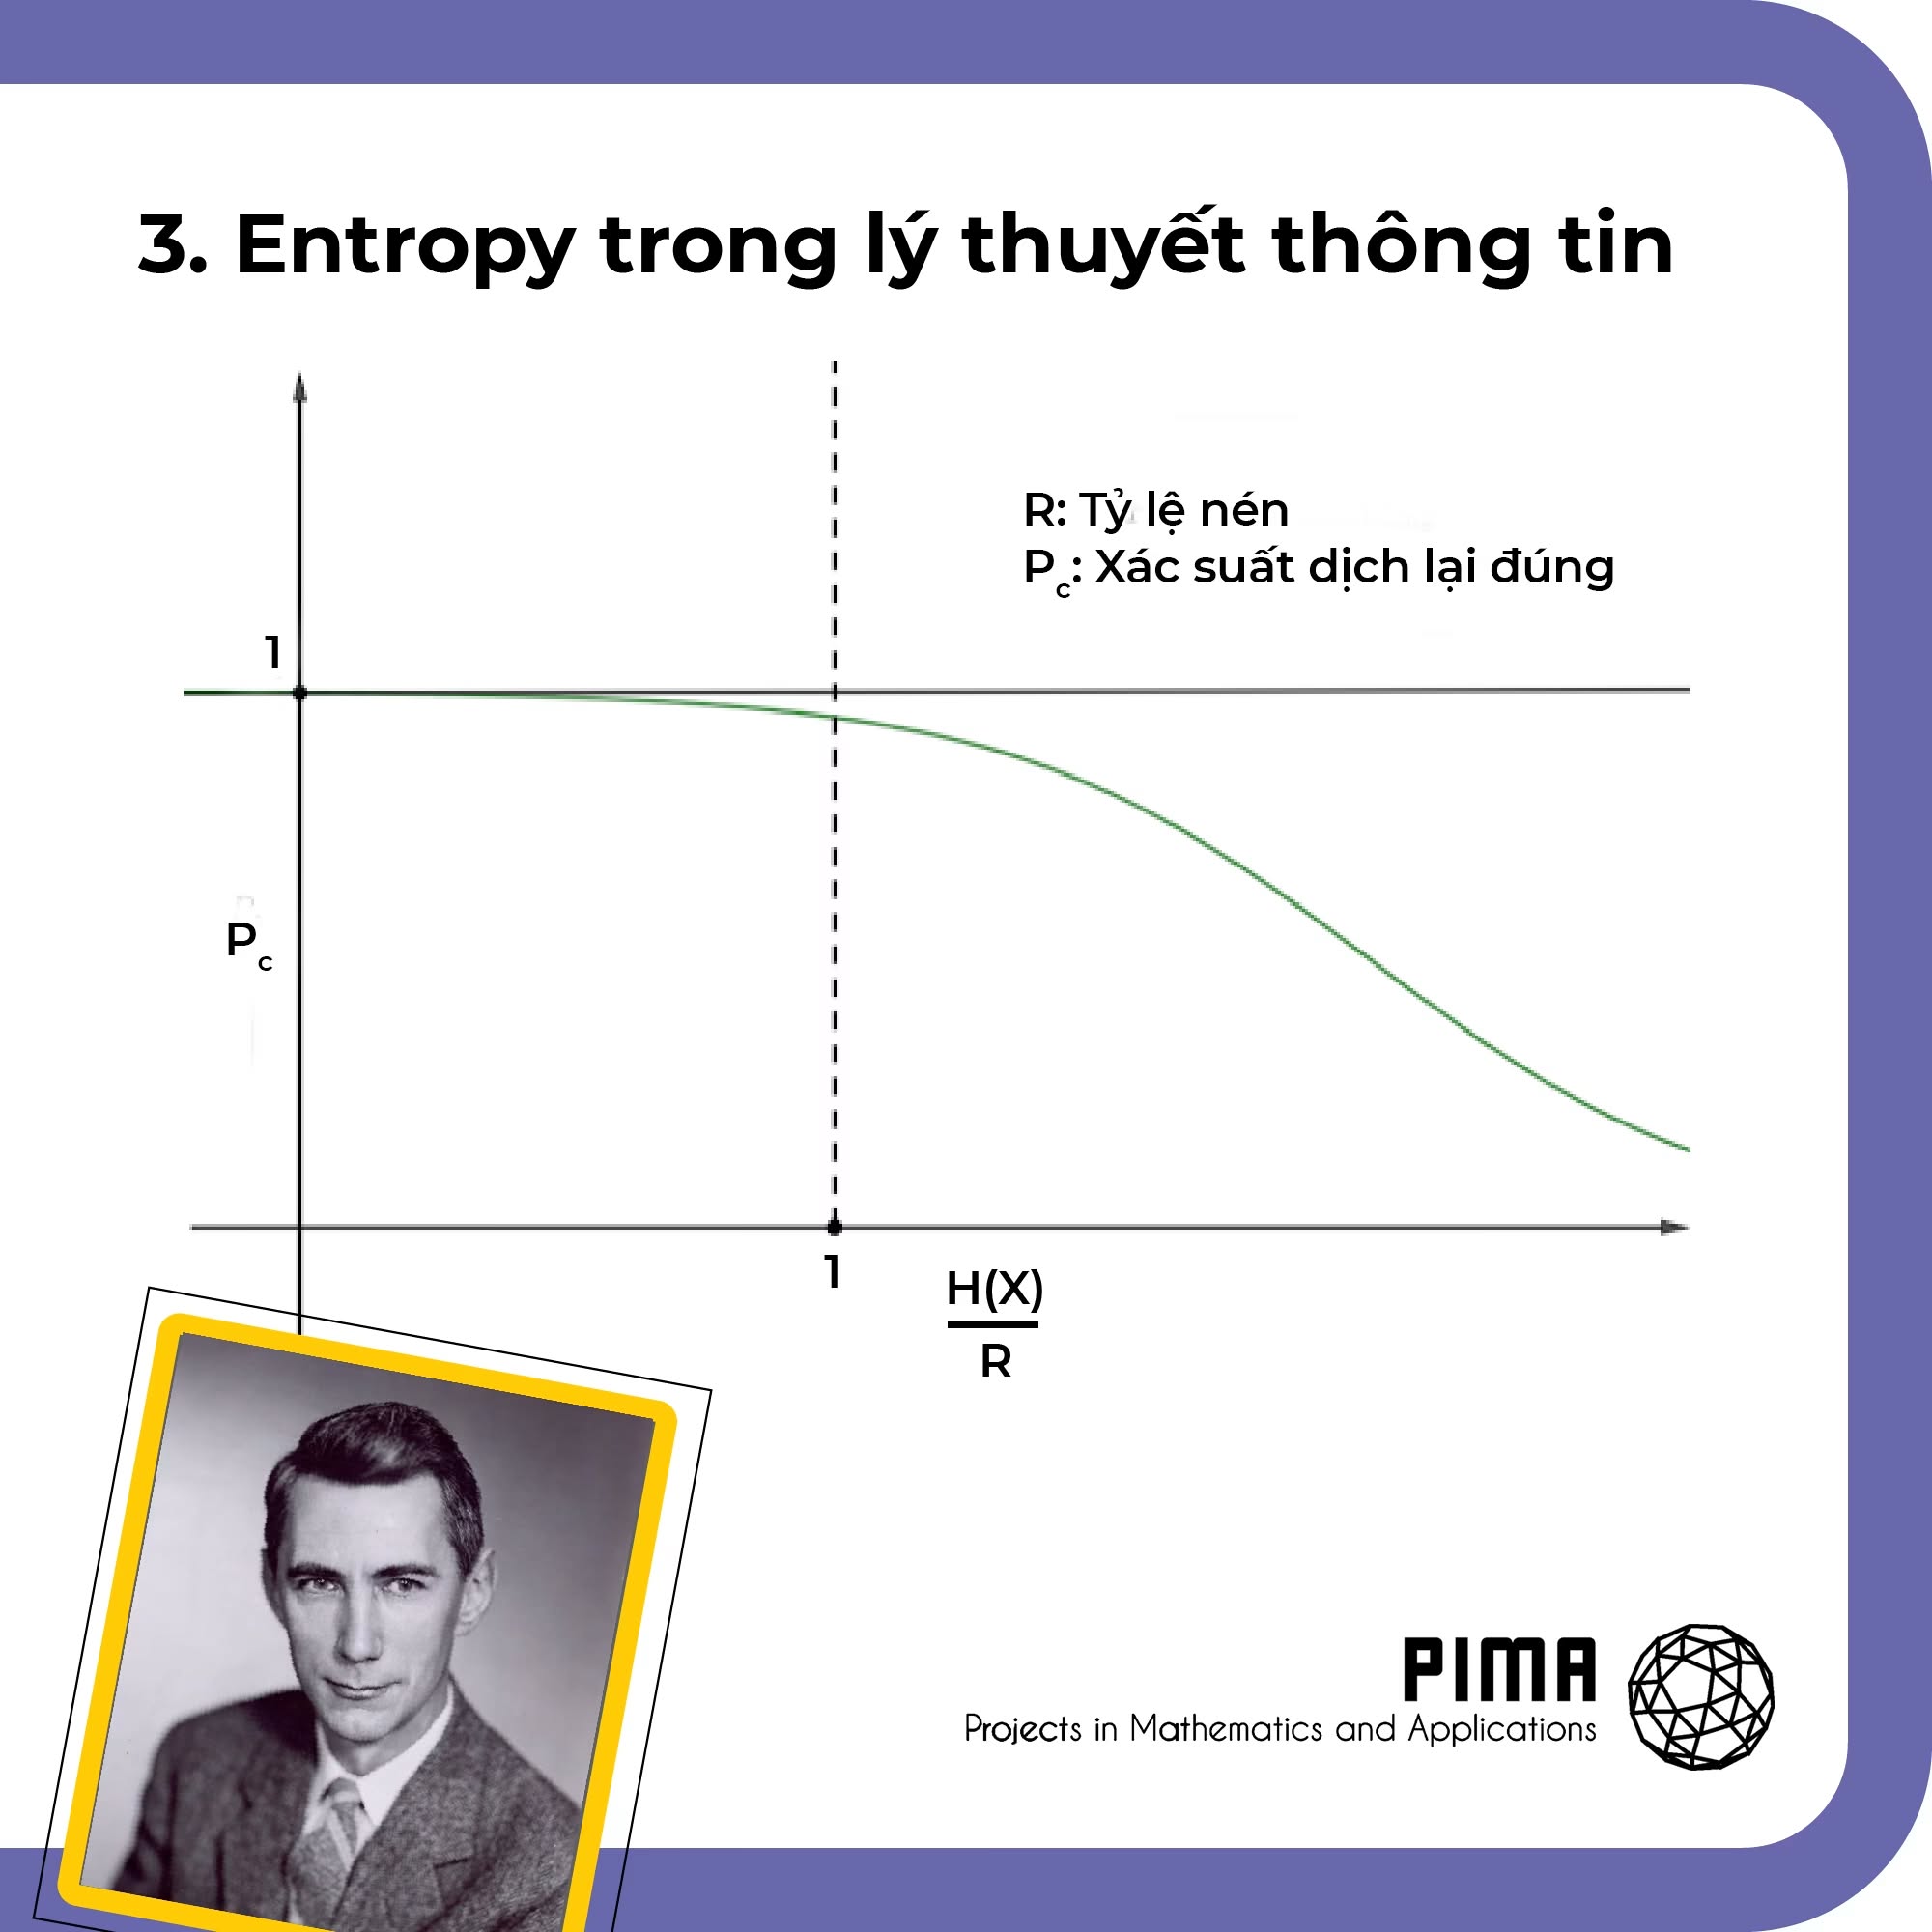 3. Entropy trong lý thuyết thông tin
R: Tỷ lệ nén
Pc: Xác suất dịch lại đúng
1
Pc
1
H(X)
R
PIMA
Projects in Mathematics and Applications